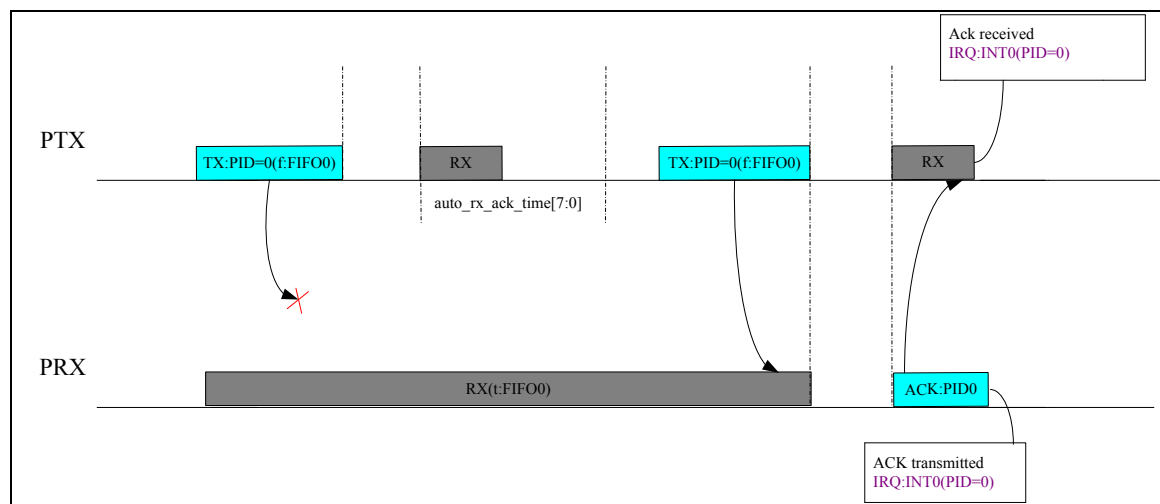 Ack received
IRQ:INT0(PID=0)
PTX
TX:PID=0(f:FIFO0)
RX
TX:PID=0(f:FIFO0)
RX
auto_rx_ack_time[7:0]
PRX
RX(t:FIFO0)
ACK:PID0
ACK transmitted
IRQ:INT0(PID=0)